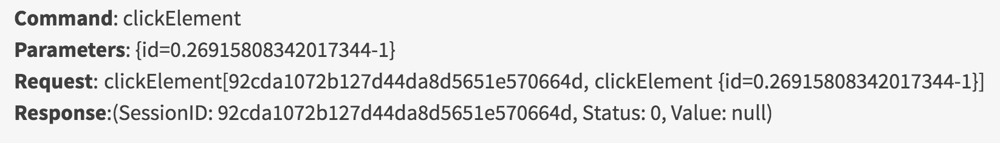 Command: clickElement
Parameters: {id=0.26915808342017344-1}
Request: clickElement[92cda1072b127d44da8d5651e570664d, clickElement {id=0.26915808342017344-1}]
Response:(SessionID: 92cda1072b127d44da8d5651e570664d, Status: 0, Value: null)